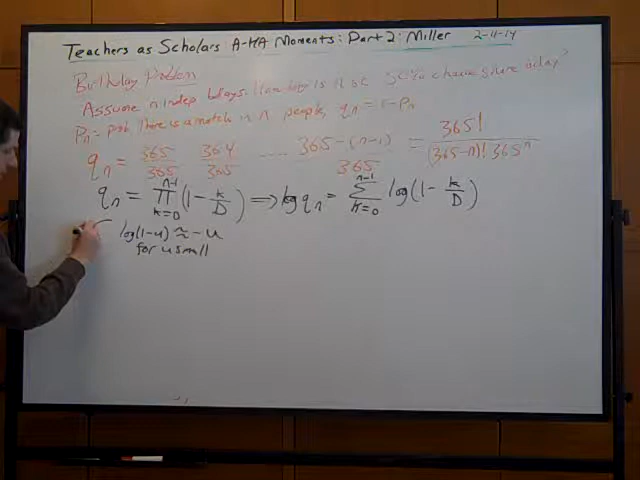 Teachers as Scholars A-HA Moments: Part 2: Miller 2-11-14
Birthday Problem
Assume n indep bdays. How big is n st 50% chance share bday?
Pn = prob there is a match in n people, qn = 1-Pn
qn = 365/365 364/365 .... 365-(n-1)/365 = 365!/(365-n)! 365^n
qn = ∏_{k=0}^{n-1} (1 - k/D) ⟹ log qn = ∑_{k=0}^{n-1} log(1 - k/D)
log(1-u) ≈ -u
for u small